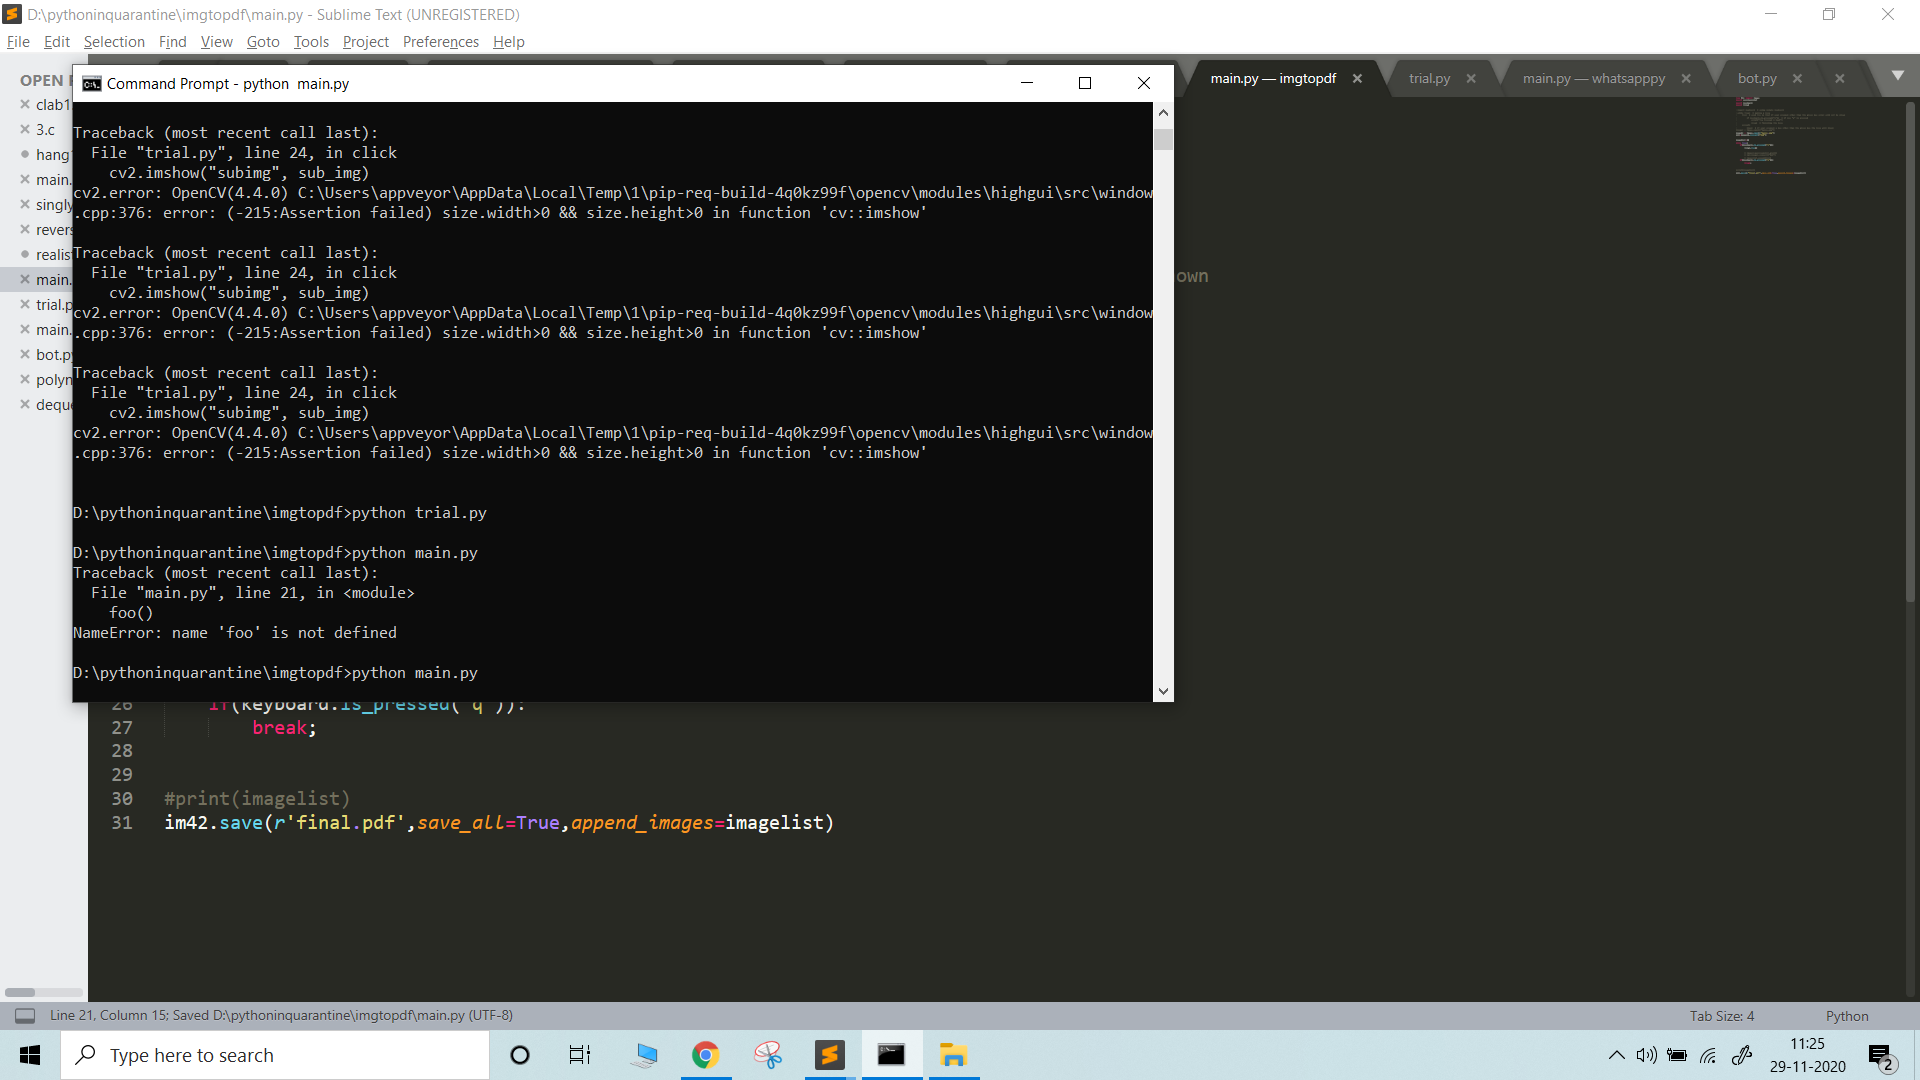 D:\pythoninquarantine\imgtopdf\main.py - Sublime Text (UNREGISTERED)
File Edit Selection Find View Goto Tools Project Preferences Help
OPEN
main.py — imgtopdf
trial.py
main.py — whatsapppy
bot.py
clab1
3.c
hang
main.
singly
revers
realis
main.
trial.p
main.
bot.py
polyn
deque
Command Prompt - python  main.py
Traceback (most recent call last):
  File "trial.py", line 24, in click
    cv2.imshow("subimg", sub_img)
cv2.error: OpenCV(4.4.0) C:\Users\appveyor\AppData\Local\Temp\1\pip-req-build-4q0kz99f\opencv\modules\highgui\src\window
.cpp:376: error: (-215:Assertion failed) size.width>0 && size.height>0 in function 'cv::imshow'
Traceback (most recent call last):
  File "trial.py", line 24, in click
    cv2.imshow("subimg", sub_img)
cv2.error: OpenCV(4.4.0) C:\Users\appveyor\AppData\Local\Temp\1\pip-req-build-4q0kz99f\opencv\modules\highgui\src\window
.cpp:376: error: (-215:Assertion failed) size.width>0 && size.height>0 in function 'cv::imshow'
Traceback (most recent call last):
  File "trial.py", line 24, in click
    cv2.imshow("subimg", sub_img)
cv2.error: OpenCV(4.4.0) C:\Users\appveyor\AppData\Local\Temp\1\pip-req-build-4q0kz99f\opencv\modules\highgui\src\window
.cpp:376: error: (-215:Assertion failed) size.width>0 && size.height>0 in function 'cv::imshow'
D:\pythoninquarantine\imgtopdf>python trial.py
D:\pythoninquarantine\imgtopdf>python main.py
Traceback (most recent call last):
  File "main.py", line 21, in <module>
    foo()
NameError: name 'foo' is not defined
D:\pythoninquarantine\imgtopdf>python main.py
own
26 if(keyboard.is_pressed('q')):
27 break;
28
29
30 #print(imagelist)
31 im42.save(r'final.pdf',save_all=True,append_images=imagelist)
Line 21, Column 15; Saved D:\pythoninquarantine\imgtopdf\main.py (UTF-8)
Tab Size: 4
Python
Type here to search
11:25
29-11-2020
2